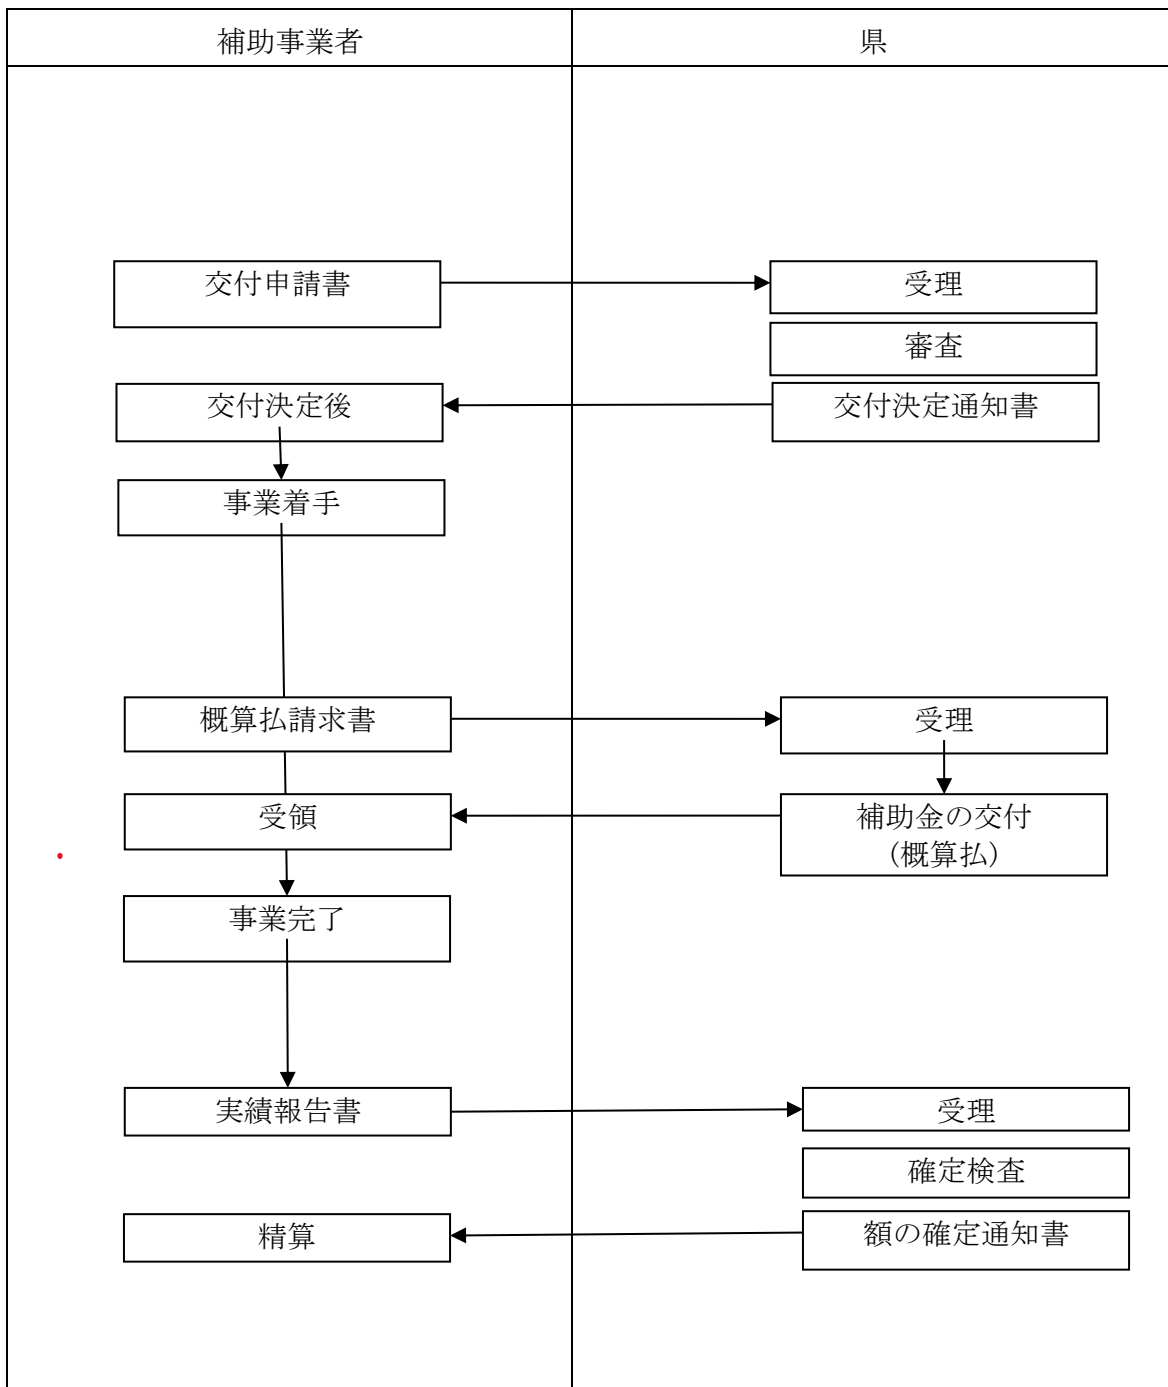 補助事業者
県
交付申請書
受理
審査
交付決定後
交付決定通知書
事業着手
概算払請求書
受理
受領
補助金の交付
（概算払）
事業完了
実績報告書
受理
確定検査
精算
額の確定通知書